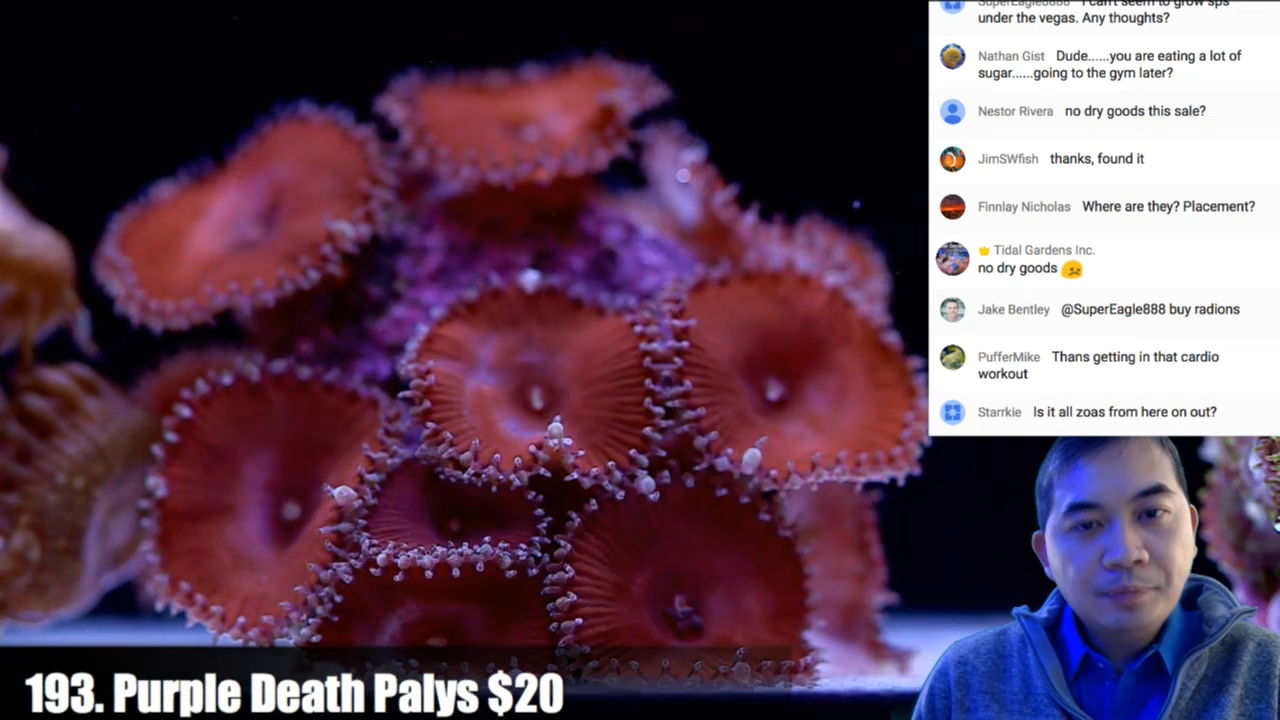 SuperEagle8888 I can't seem to grow sps
under the vegas. Any thoughts?
Nathan Gist Dude......you are eating a lot of
sugar......going to the gym later?
Nestor Rivera no dry goods this sale?
JimSWfish thanks, found it
Finnlay Nicholas Where are they? Placement?
Tidal Gardens Inc.
no dry goods
Jake Bentley @SuperEagle888 buy radions
PufferMike Thans getting in that cardio
workout
Starrkie Is it all zoas from here on out?
193. Purple Death Palys $20